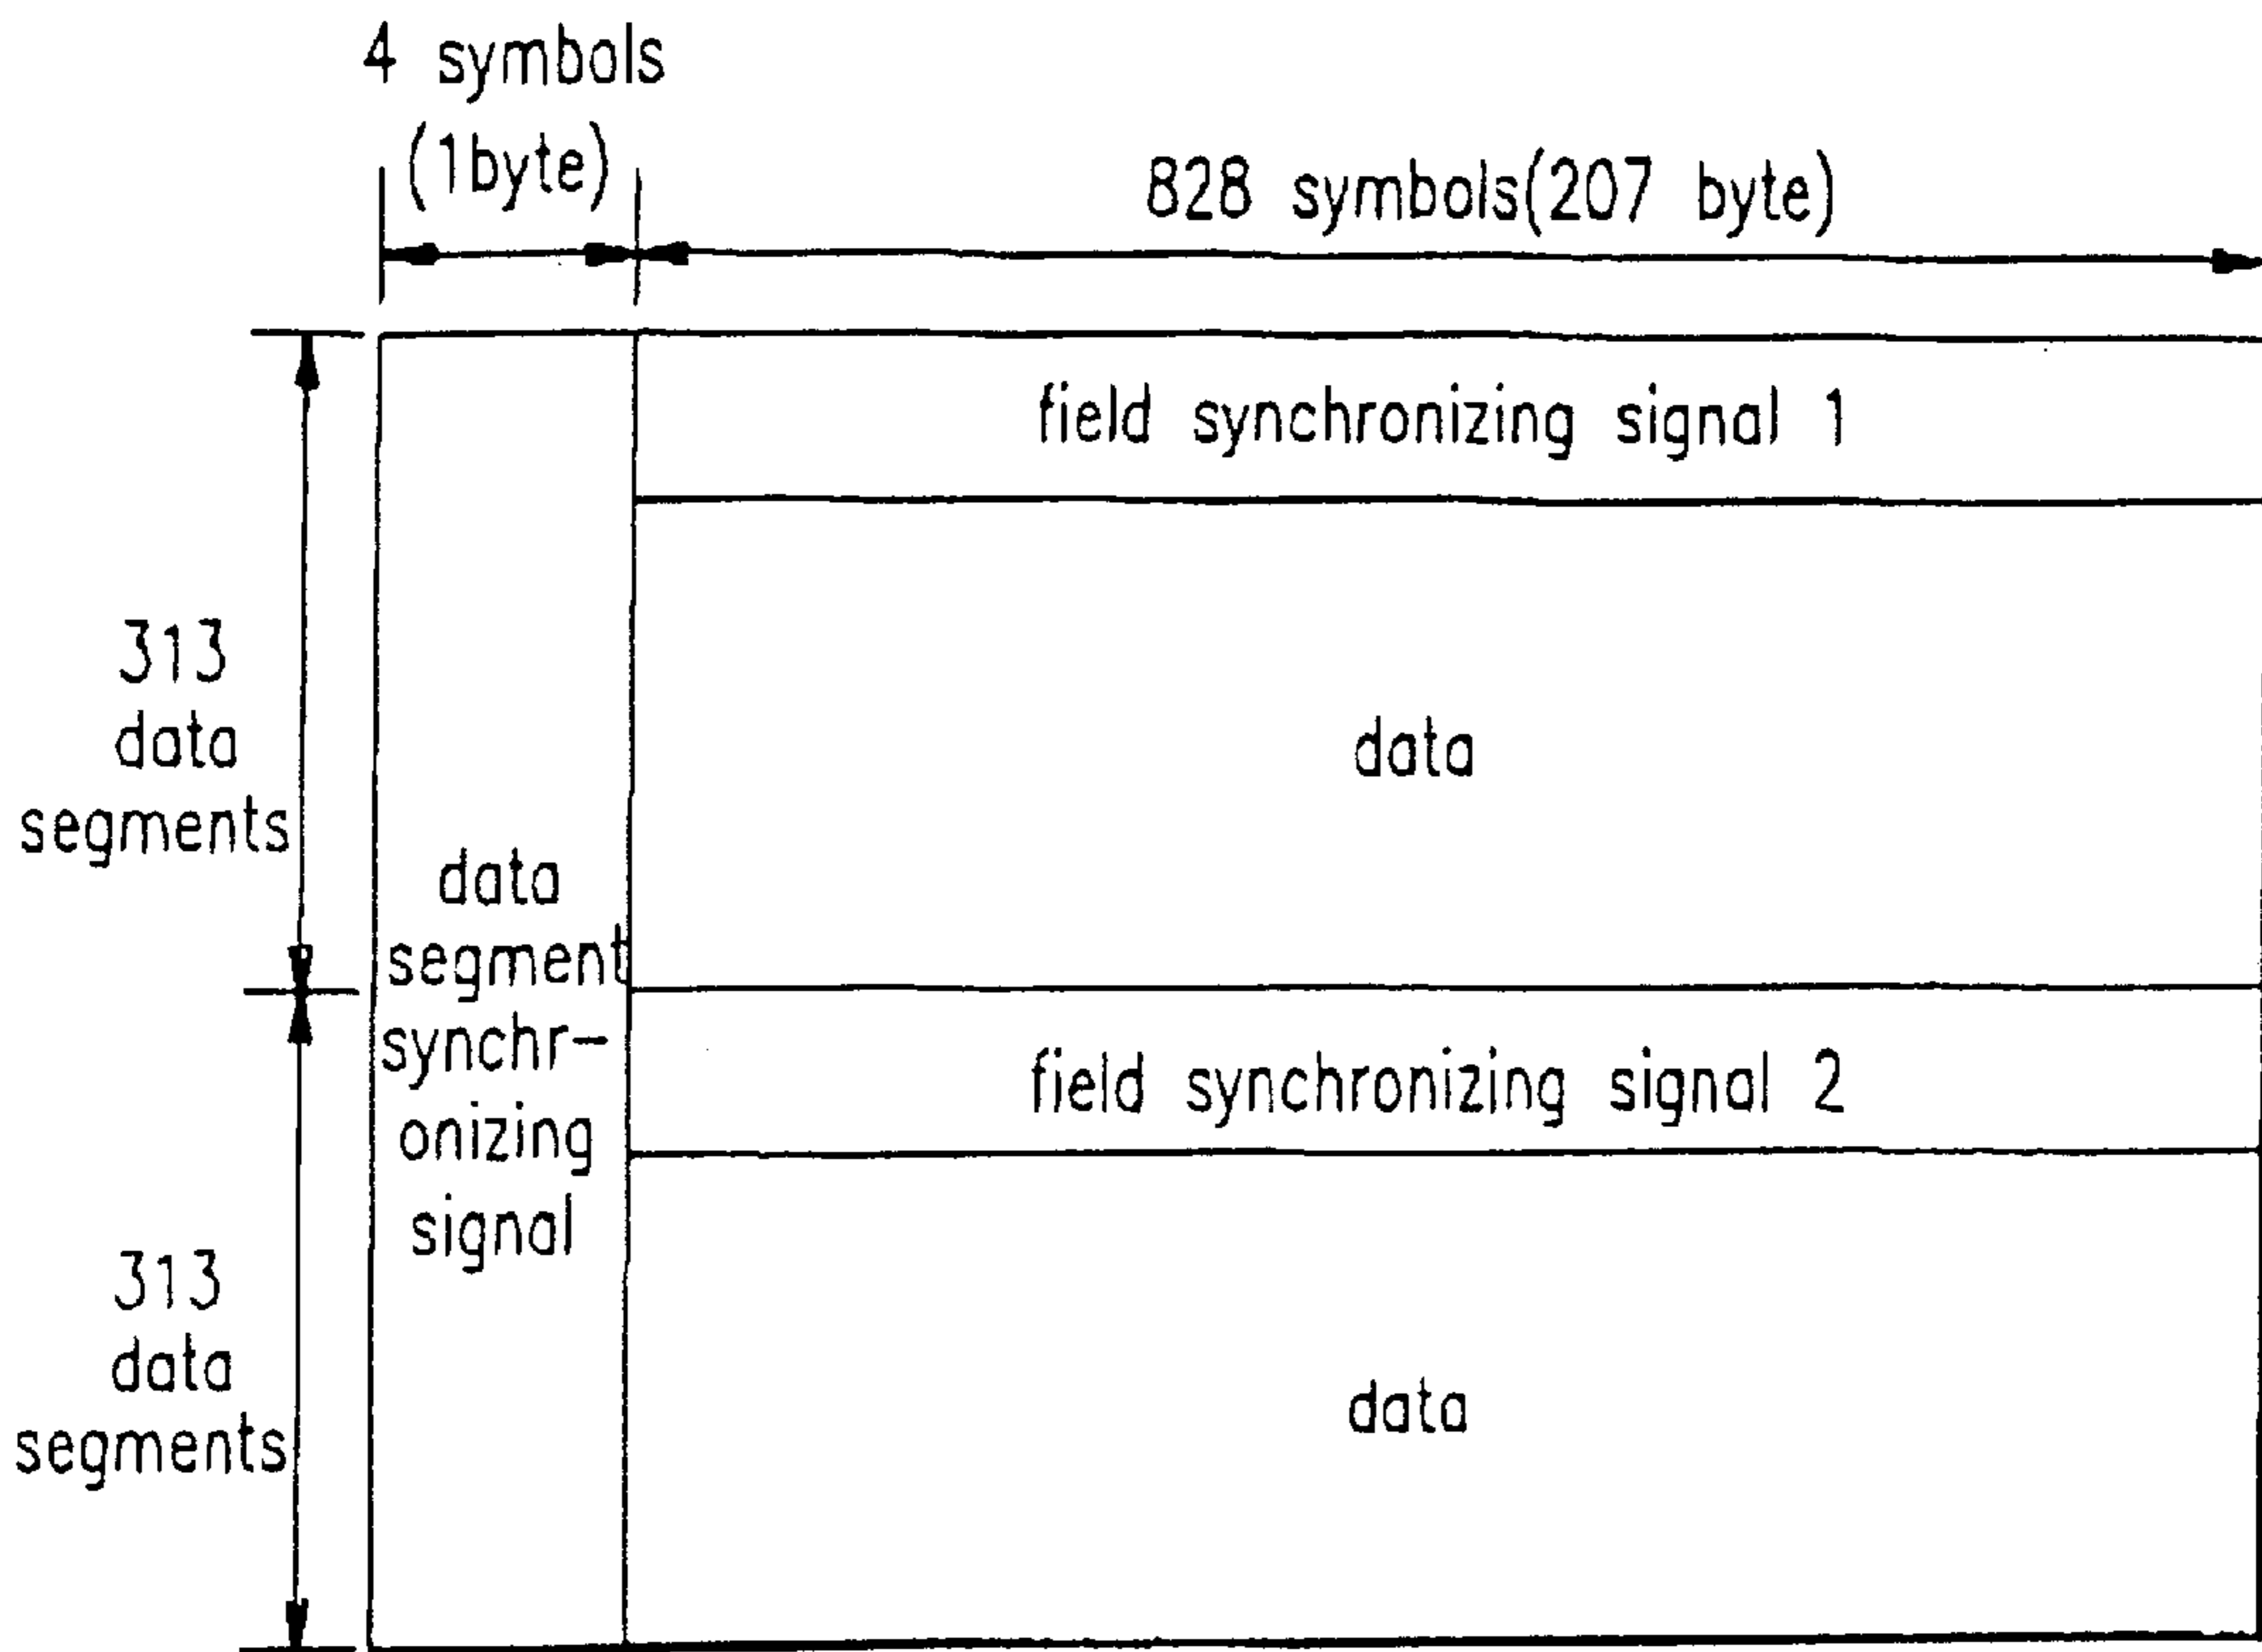 4 symbols
(1byte)
828 symbols(207 byte)
field synchronizing signal 1
313
data
segments
data
data
segment
synchr-
onizing
signal
field synchronizing signal 2
313
data
segments
data